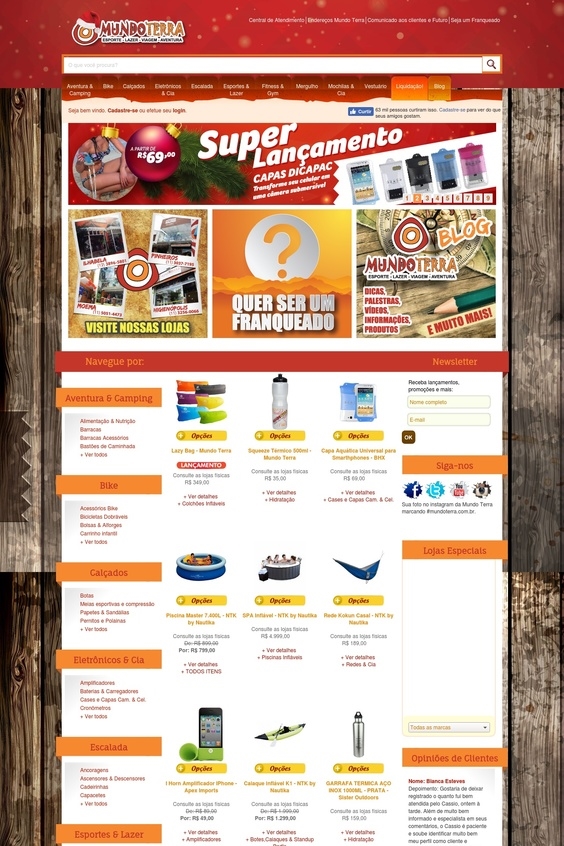 Central de Atendimento | Endereços Mundo Terra | Comunicado aos clientes e Futuro | Seja um Franqueado
MUNDOTERRA
ESPORTE - LAZER - VIAGEM - AVENTURA
O que você procura?
Aventura & Camping
Bike
Calçados
Eletrônicos & Cia
Escalada
Esportes & Lazer
Fitness & Gym
Mergulho
Mochilas & Cia
Vestuário
Liquidação!
Blog
Seja bem vindo. Cadastre-se ou efetue seu login.
Curtir
63 mil pessoas curtiram isso. Cadastre-se para ver do que
seus amigos gostam.
A PARTIR DE
R$69,00
Super
Lançamento
CAPAS DICAPAC
Transforme seu celular em
uma câmera submersível
1 2 3 4 5 6 7 8 9
ILHABELA
PINHEIROS
MOEMA
HIGIENÓPOLIS
VISITE NOSSAS LOJAS
?
QUER SER UM
FRANQUEADO
BLOG
MUNDOTERRA
ESPORTE - LAZER - VIAGEM - AVENTURA
DICAS,
PALESTRAS,
VÍDEOS,
INFORMAÇÕES,
PRODUTOS
E MUITO MAIS!
Navegue por:
Newsletter
Aventura & Camping
Alimentação & Nutrição
Barracas
Barracas Acessórios
Bastões de Caminhada
+ Ver todos
Bike
Acessórios Bike
Bicicletas Dobráveis
Bolsas & Alforges
Carrinho infantil
+ Ver todos
Calçados
Botas
Meias esportivas e compressão
Papetes & Sandálias
Perneiras e Polainas
+ Ver todos
Eletrônicos & Cia
Amplificadores
Baterias & Carregadores
Cases e Capas Cam. & Cel.
Cronômetros
+ Ver todos
Escalada
Ancoragens
Ascensores & Descensores
Cadeirinhas
Capacetes
+ Ver todos
Esportes & Lazer
Opções
Lazy Bag - Mundo Terra
LANÇAMENTO
Consulte as lojas físicas
R$ 349,00
+ Ver detalhes
+ Colchões Infláveis
Opções
Squeeze Térmico 500ml -
Mundo Terra
Consulte as lojas físicas
R$ 35,00
+ Ver detalhes
+ Hidratação
Opções
Capa Aquática Universal para
Smartphones - BHX
Consulte as lojas físicas
R$ 69,00
+ Ver detalhes
+ Cases e Capas Cam. & Cel.
Opções
Piscina Master 7.400L - NTK
by Nautika
Consulte as lojas físicas
De: R$ 899,00
Por: R$ 799,00
+ Ver detalhes
+ TODOS ITENS
Opções
SPA Inflável - NTK by Nautika
Consulte as lojas físicas
R$ 4.999,00
+ Ver detalhes
+ Piscinas Infláveis
Opções
Rede Kokun Casal - NTK by
Nautika
Consulte as lojas físicas
R$ 189,00
+ Ver detalhes
+ Redes & Cia
Opções
I Horn Amplificador iPhone -
Apex Importe
Consulte as lojas físicas
De: R$ 89,00
Por: R$ 49,00
+ Ver detalhes
+ Amplificadores
Opções
Caiaque Inflável K1 - NTK by
Nautika
Consulte as lojas físicas
De: R$ 1.999,00
Por: R$ 1.299,00
+ Ver detalhes
+ Botes,Caiaques & Standup
Opções
GARRAFA TERMICA AÇO
INOX 1000ML - PRATA -
Sister Outdoors
Consulte as lojas físicas
R$ 159,00
+ Ver detalhes
+ Hidratação
Receba lançamentos,
promoções e mais:
Nome completo
E-mail
OK
Siga-nos
Sua foto no instagram da Mundo Terra
marcando #mundoterra.com.br.
Lojas Especiais
Todas as marcas
Opiniões de Clientes
Nome: Bianca Esteves
Depoimento: Gostaria de deixar
registrado o quanto fui bem
atendida pelo Cassio, ontem à
tarde. Além de muito bem
informado e especialista em seus
comentários, o Cassio é paciente
e soube identificar muito bem
meu perfil como cliente e